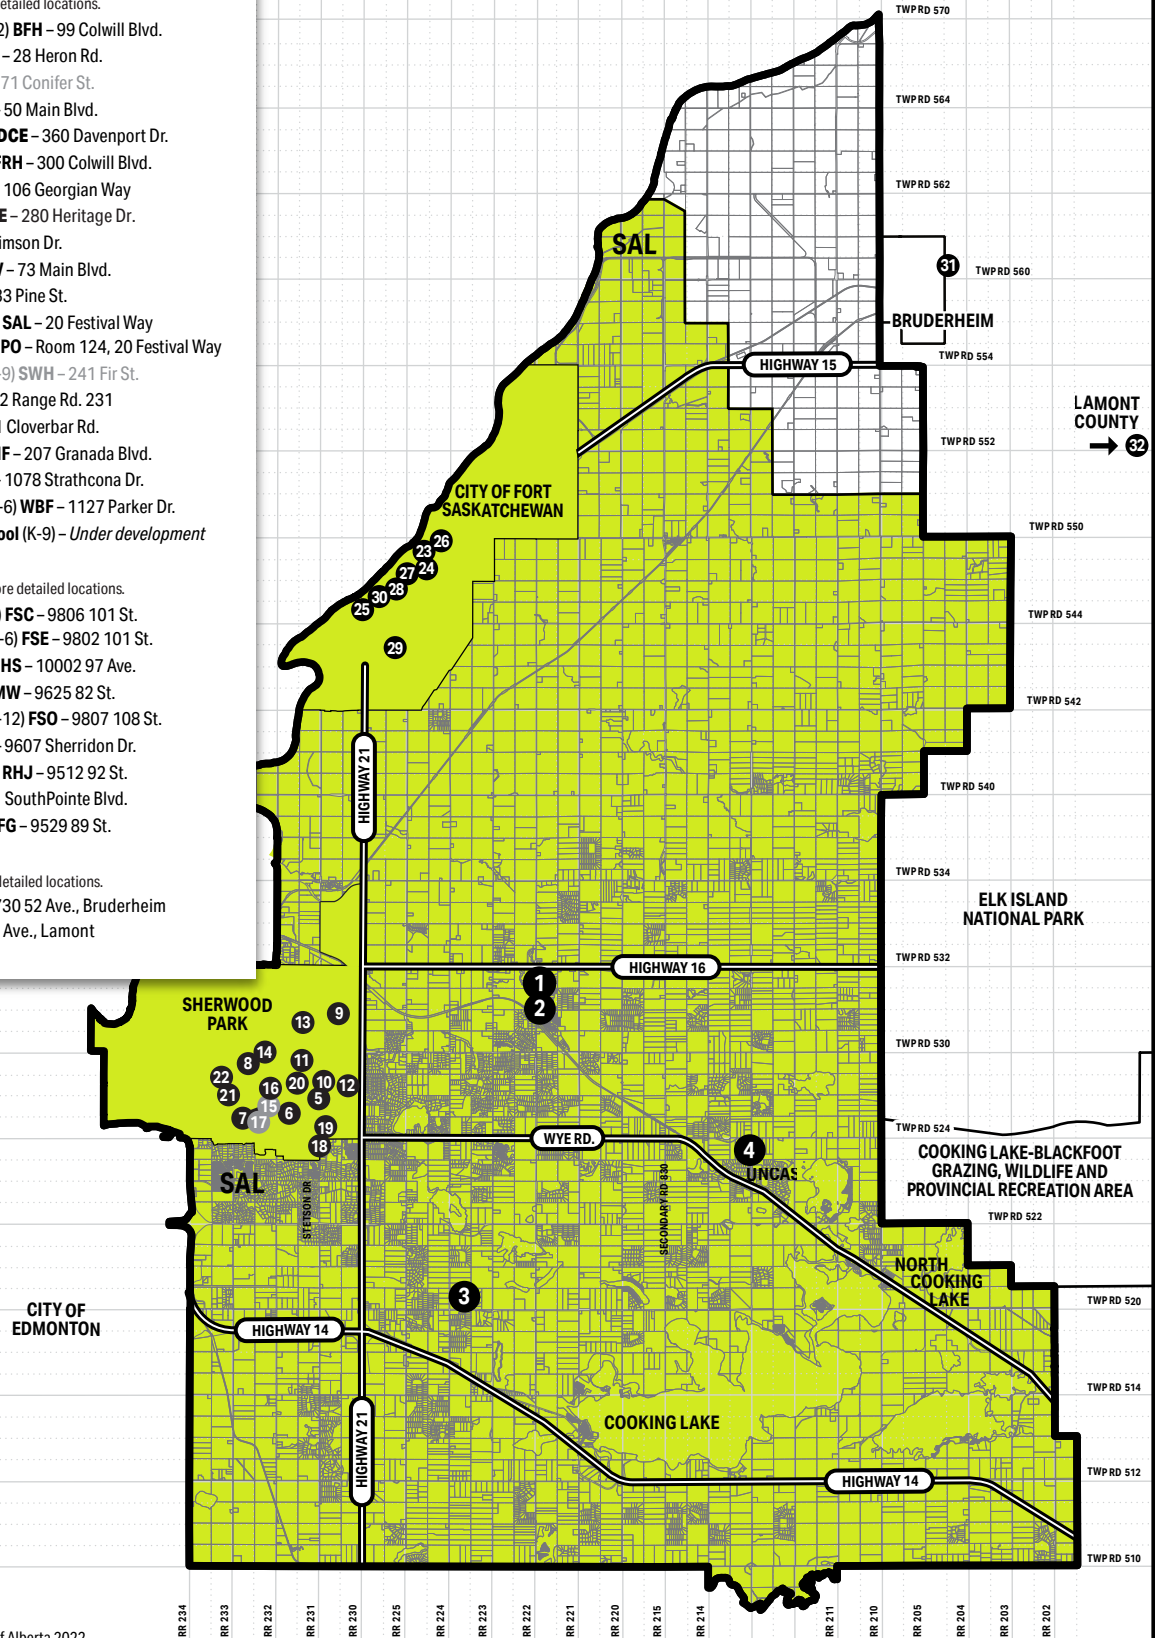 detailed locations.
2) BFH – 99 Colwill Blvd.
– 28 Heron Rd.
71 Conifer St.
50 Main Blvd.
DCE – 360 Davenport Dr.
FRH – 300 Colwill Blvd.
106 Georgian Way
E – 280 Heritage Dr.
imson Dr.
V – 73 Main Blvd.
33 Pine St.
SAL – 20 Festival Way
PO – Room 124, 20 Festival Way
-9) SWH – 241 Fir St.
2 Range Rd. 231
1 Cloverbar Rd.
IF – 207 Granada Blvd.
- 1078 Strathcona Dr.
-6) WBF – 1127 Parker Dr.
ool (K-9) – Under development
ore detailed locations.
) FSC – 9806 101 St.
-6) FSE – 9802 101 St.
HS – 10002 97 Ave.
MW – 9625 82 St.
-12) FSO – 9807 108 St.
- 9607 Sherridon Dr.
RHJ – 9512 92 St.
SouthPointe Blvd.
FG – 9529 89 St.
detailed locations.
730 52 Ave., Bruderheim
Ave., Lamont
TWP RD 570
TWP RD 564
TWP RD 562
SAL
31
TWP RD 560
BRUDERHEIM
TWP RD 554
HIGHWAY 15
LAMONT
COUNTY
32
TWP RD 552
CITY OF FORT
SASKATCHEWAN
TWP RD 550
26
23
24
27
28
30
25
TWP RD 544
29
TWP RD 542
HIGHWAY 21
TWP RD 540
TWP RD 534
ELK ISLAND
NATIONAL PARK
TWP RD 532
HIGHWAY 16
1
2
SHERWOOD
PARK
9
13
TWP RD 530
14
8
11
22
16
20
10
12
21
5
15
6
7
17
19
18
TWP RD 524
WYE RD.
4
UNCAS
COOKING LAKE-BLACKFOOT
GRAZING, WILDLIFE AND
PROVINCIAL RECREATION AREA
SAL
STETSON DR
SECONDARY RD 830
TWP RD 522
NORTH
COOKING
LAKE
3
TWP RD 520
CITY OF
EDMONTON
HIGHWAY 14
TWP RD 514
COOKING LAKE
HIGHWAY 21
TWP RD 512
HIGHWAY 14
TWP RD 510
RR 234
RR 233
RR 232
RR 231
RR 230
RR 225
RR 224
RR 223
RR 222
RR 221
RR 220
RR 215
RR 214
RR 211
RR 210
RR 205
RR 204
RR 203
RR 202
of Alberta 2022